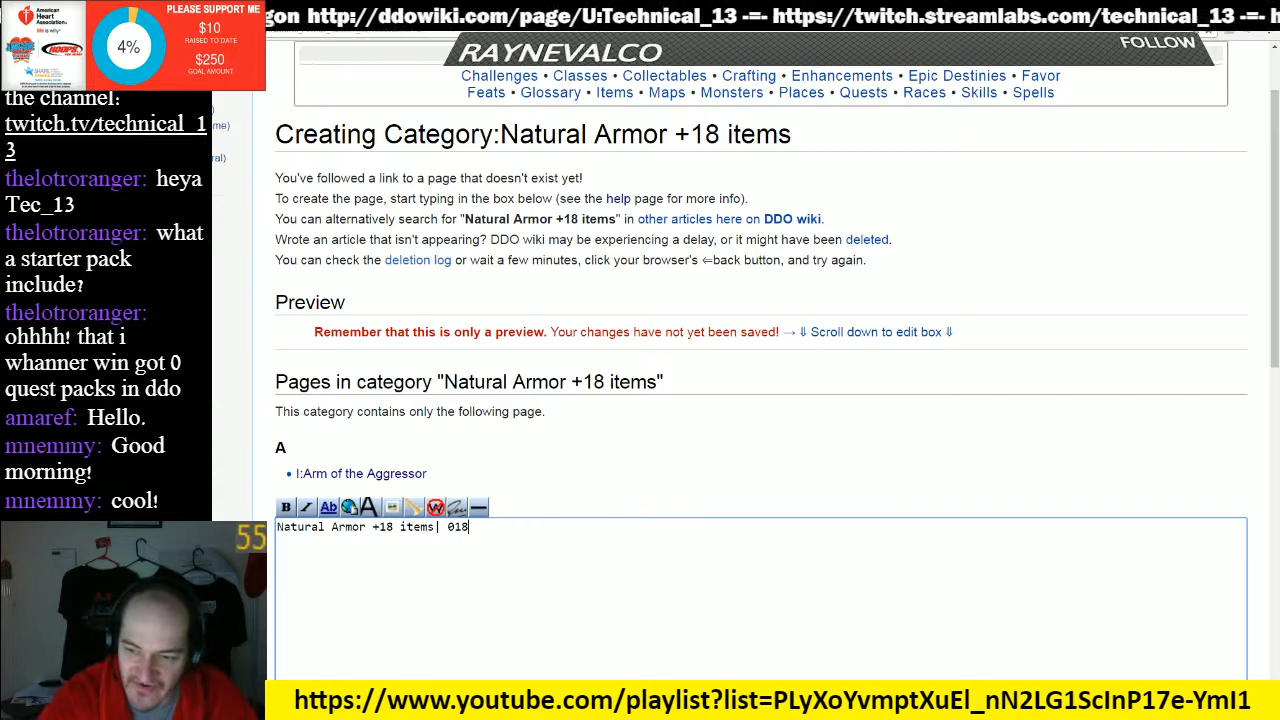 gon http://ddowiki.com/page/U:Technical_13 -=- https://twitch.streamlabs.com/technical_13 -=- h
American
Heart
Association®
life is why®
HOOPS
4%
PLEASE SUPPORT ME
$10
RAISED TO DATE
$250
GOAL AMOUNT
RAYNEVALCO
FOLLOW
Challenges • Classes • Collectables • Crafting • Enhancements • Epic Destinies • Favor
Feats • Glossary • Items • Maps • Monsters • Places • Quests • Races • Skills • Spells
the channel:
twitch.tv/technical_1
3
thelotroranger: heya
Tec_13
thelotroranger: what
a starter pack
include?
thelotroranger:
ohhhh! that i
whanner win got 0
quest packs in ddo
amaref: Hello.
mnemmy: Good
morning!
mnemmy: cool!
55
Creating Category:Natural Armor +18 items
You've followed a link to a page that doesn't exist yet!
To create the page, start typing in the box below (see the help page for more info).
You can alternatively search for "Natural Armor +18 items" in other articles here on DDO wiki.
Wrote an article that isn't appearing? DDO wiki may be experiencing a delay, or it might have been deleted.
You can check the deletion log or wait a few minutes, click your browser's ⇐back button, and try again.
Preview
Remember that this is only a preview. Your changes have not yet been saved! → ⇓ Scroll down to edit box ⇓
Pages in category "Natural Armor +18 items"
This category contains only the following page.
A
• I:Arm of the Aggressor
B I Ab A W
Natural Armor +18 items| 018
https://www.youtube.com/playlist?list=PLyXoYvmptXuEl_nN2LG1ScInP17e-YmI1